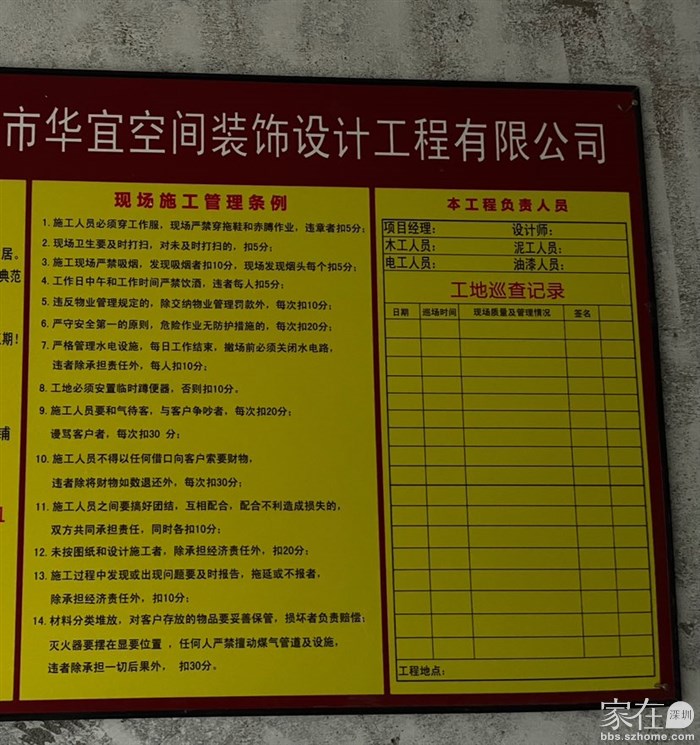 市华宜空间装饰设计工程有限公司
居。
典范
期!
铺
1
现场施工管理条例
1. 施工人员必须穿工作服，现场严禁穿拖鞋和赤膊作业，违章者扣5分；
2. 现场卫生要及时打扫，对未及时打扫的，扣5分；
3. 施工现场严禁吸烟，发现吸烟者扣10分，现场发现烟头每个扣5分；
4. 工作日中午和工作时间严禁饮酒，违者每人扣5分；
5. 违反物业管理规定的，除交纳物业管理罚款外，每次扣10分；
6. 严守安全第一的原则，危险作业无防护措施的，每次扣20分；
7. 严格管理水电设施，每日工作结束，撤场前必须关闭水电路，
违者除承担责任外，每人扣10分；
8. 工地必须安置临时蹲便器，否则扣10分。
9. 施工人员要和气待客，与客户争吵者，每次扣20分；
谩骂客户者，每次扣30 分；
10. 施工人员不得以任何借口向客户索要财物，
违者除将财物如数退还外，每次扣30分；
11. 施工人员之间要搞好团结，互相配合，配合不利造成损失的，
双方共同承担责任，同时各扣10分；
12. 未按图纸和设计施工者，除承担经济责任外，扣20分；
13. 施工过程中发现或出现问题要及时报告，拖延或不报者，
除承担经济责任外，扣10分；
14. 材料分类堆放，对客户存放的物品要妥善保管，损坏者负责赔偿；
灭火器要摆在显要位置 ，任何人严禁擅动煤气管道及设施，
违者除承担一切后果外， 扣30分。
本工程负责人员
项目经理： 设计师：
木工人员： 泥工人员：
电工人员： 油漆人员：
工地巡查记录
日期 巡场时间 现场质量及管理情况 签名
工程地点：
家在 深圳
bbs.szhome.com